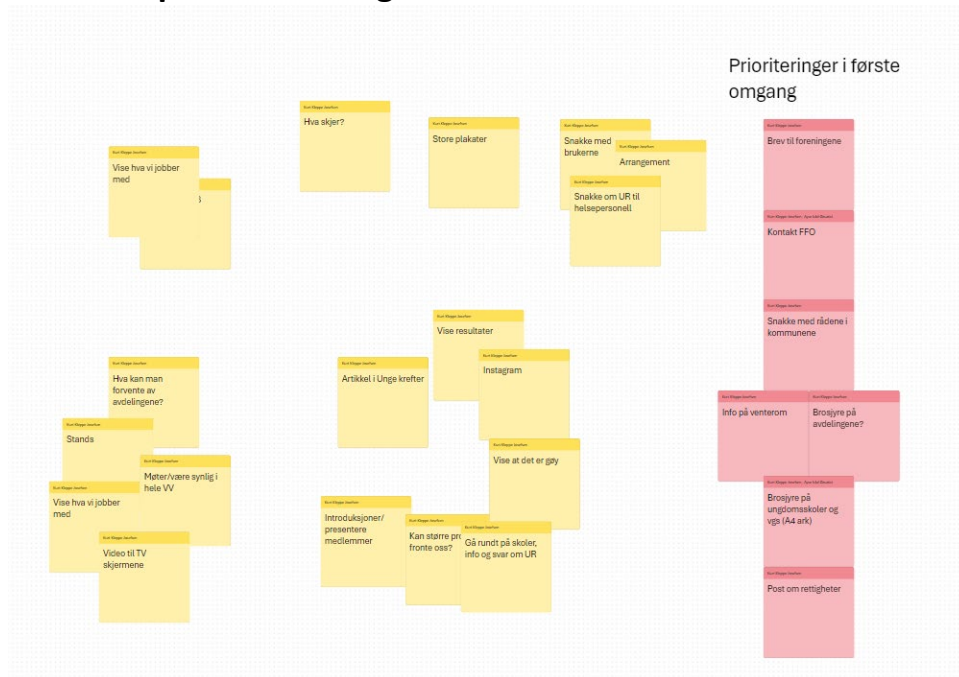 Prioriteringer i første
omgang
Hva skjer?
Store plakater
Snakke med
brukerne
Arrangement
Snakke om UR til
helsepersonell
Vise hva vi jobber
med
Brev til foreningene
Kontakt FFO
Snakke med rådene i
kommunene
Info på venterom
Brosjyre på
avdelingene?
Brosjyre på
ungdomsskoler og
vgs (A4 ark)
Post om rettigheter
Vise resultater
Instagram
Artikkel i Unge krefter
Vise at det er gøy
Introduksjoner/
presentere
medlemmer
Kan større
fronte oss?
Gå rundt på skoler,
info og svar om UR
Hva kan man
forvente av
avdelingene?
Stands
Møter/være synlig i
hele VV
Vise hva vi jobber
med
Video til TV
skjermene